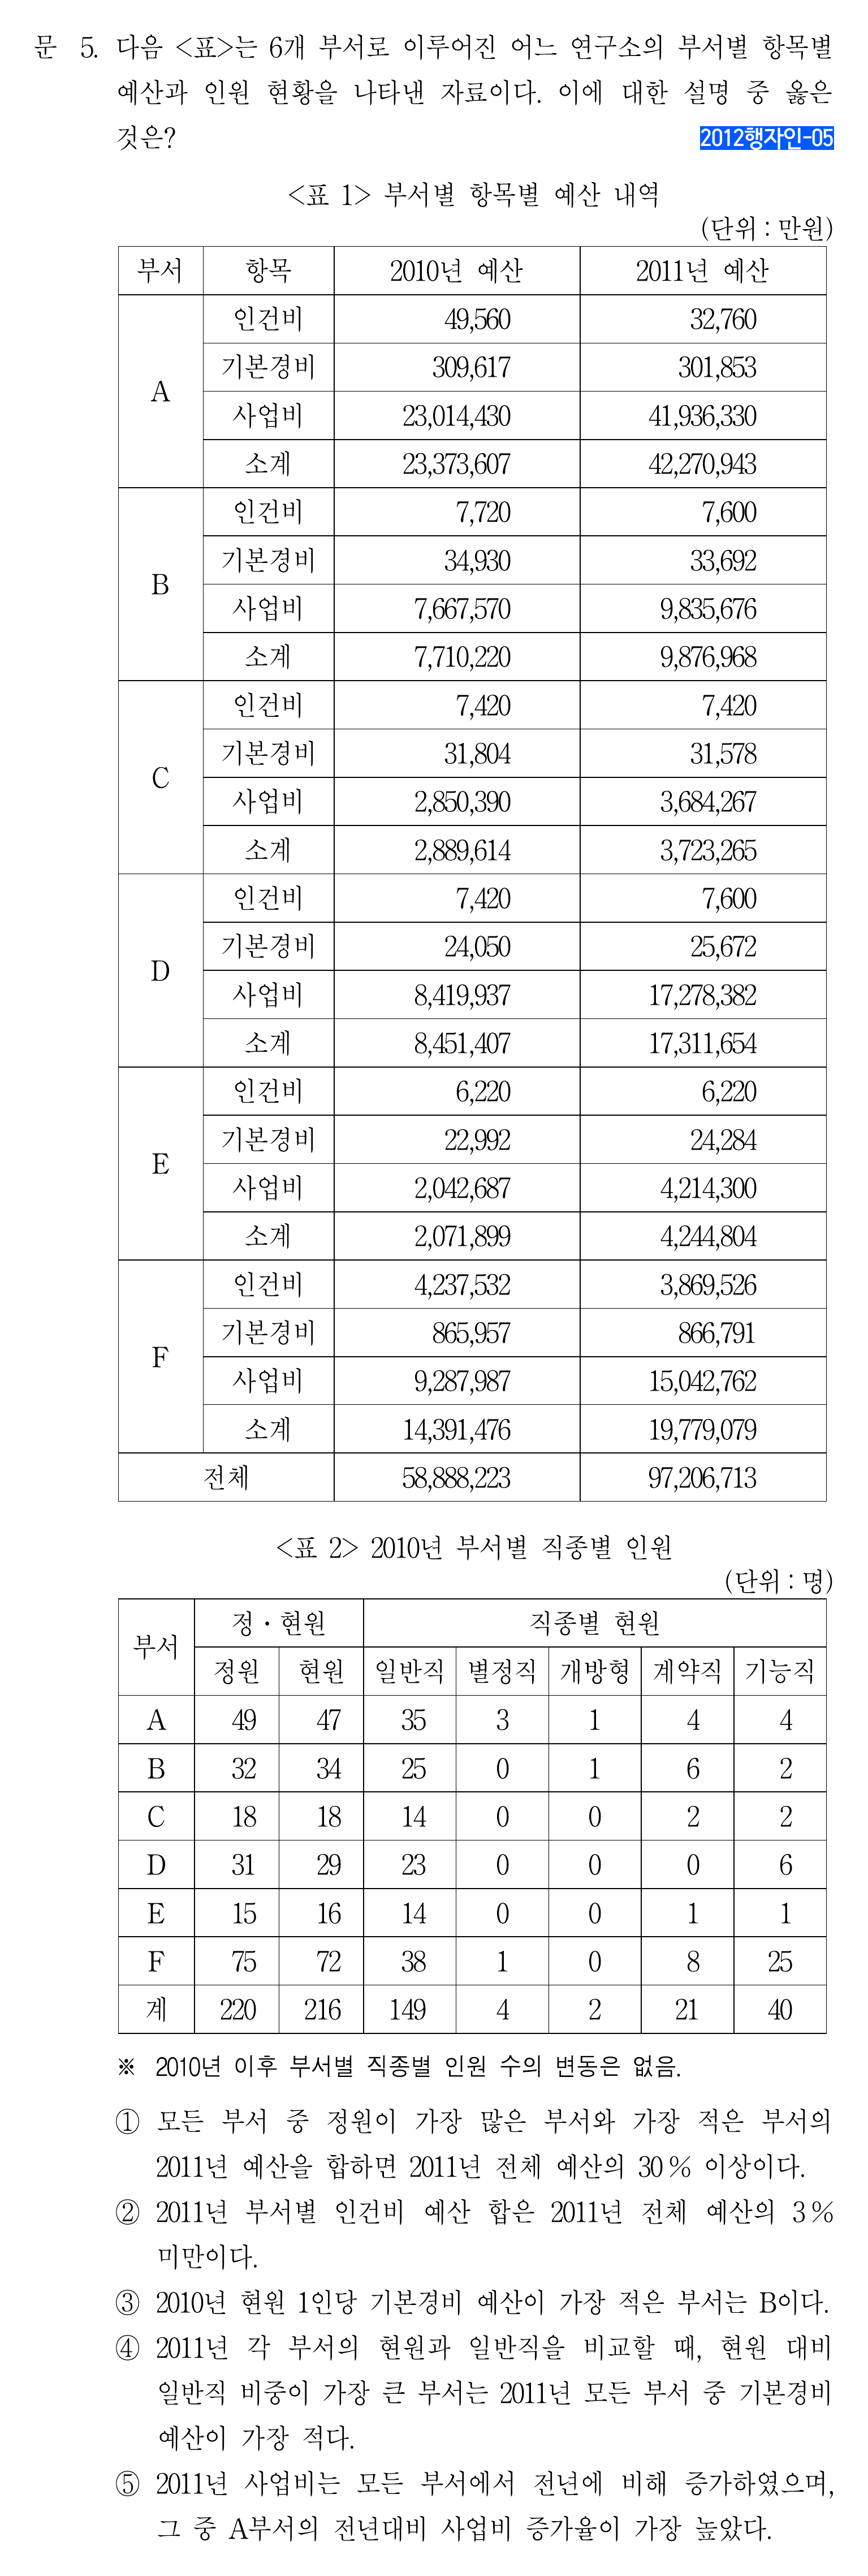 문 5. 다음 <표>는 6개 부서로 이루어진 어느 연구소의 부서별 항목별
예산과 인원 현황을 나타낸 자료이다. 이에 대한 설명 중 옳은
것은? 2012행자인-05
<표 1> 부서별 항목별 예산 내역
(단위 : 만원)
부서 항목 2010년 예산 2011년 예산
A
인건비 49,560 32,760
기본경비 309,617 301,853
사업비 23,014,430 41,936,330
소계 23,373,607 42,270,943
B
인건비 7,720 7,600
기본경비 34,930 33,692
사업비 7,667,570 9,835,676
소계 7,710,220 9,876,968
C
인건비 7,420 7,420
기본경비 31,804 31,578
사업비 2,850,390 3,684,267
소계 2,889,614 3,723,265
D
인건비 7,420 7,600
기본경비 24,050 25,672
사업비 8,419,937 17,278,382
소계 8,451,407 17,311,654
E
인건비 6,220 6,220
기본경비 22,992 24,284
사업비 2,042,687 4,214,300
소계 2,071,899 4,244,804
F
인건비 4,237,532 3,869,526
기본경비 865,957 866,791
사업비 9,287,987 15,042,762
소계 14,391,476 19,779,079
전체 58,888,223 97,206,713
<표 2> 2010년 부서별 직종별 인원
(단위 : 명)
부서 정·현원 직종별 현원
정원 현원 일반직 별정직 개방형 계약직 기능직
A 49 47 35 3 1 4 4
B 32 34 25 0 1 6 2
C 18 18 14 0 0 2 2
D 31 29 23 0 0 0 6
E 15 16 14 0 0 1 1
F 75 72 38 1 0 8 25
계 220 216 149 4 2 21 40
※ 2010년 이후 부서별 직종별 인원 수의 변동은 없음.
① 모든 부서 중 정원이 가장 많은 부서와 가장 적은 부서의
2011년 예산을 합하면 2011년 전체 예산의 30% 이상이다.
② 2011년 부서별 인건비 예산 합은 2011년 전체 예산의 3%
미만이다.
③ 2010년 현원 1인당 기본경비 예산이 가장 적은 부서는 B이다.
④ 2011년 각 부서의 현원과 일반직을 비교할 때, 현원 대비
일반직 비중이 가장 큰 부서는 2011년 모든 부서 중 기본경비
예산이 가장 적다.
⑤ 2011년 사업비는 모든 부서에서 전년에 비해 증가하였으며,
그 중 A부서의 전년대비 사업비 증가율이 가장 높았다.